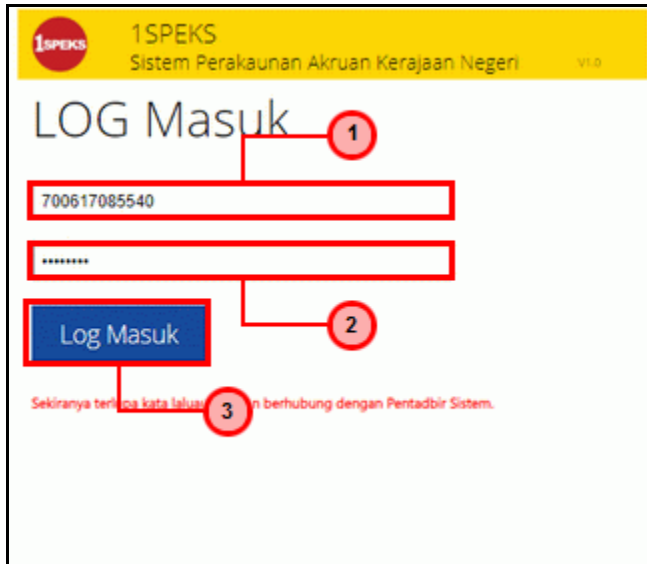 1SPEKS
1SPEKS
Sistem Perakaunan Akruan Kerajaan Negeri V1.0
LOG Masuk
1
700617085540
••••••••
2
Log Masuk
Sekiranya kata berhubung dengan Pentadbir Sistem.
3